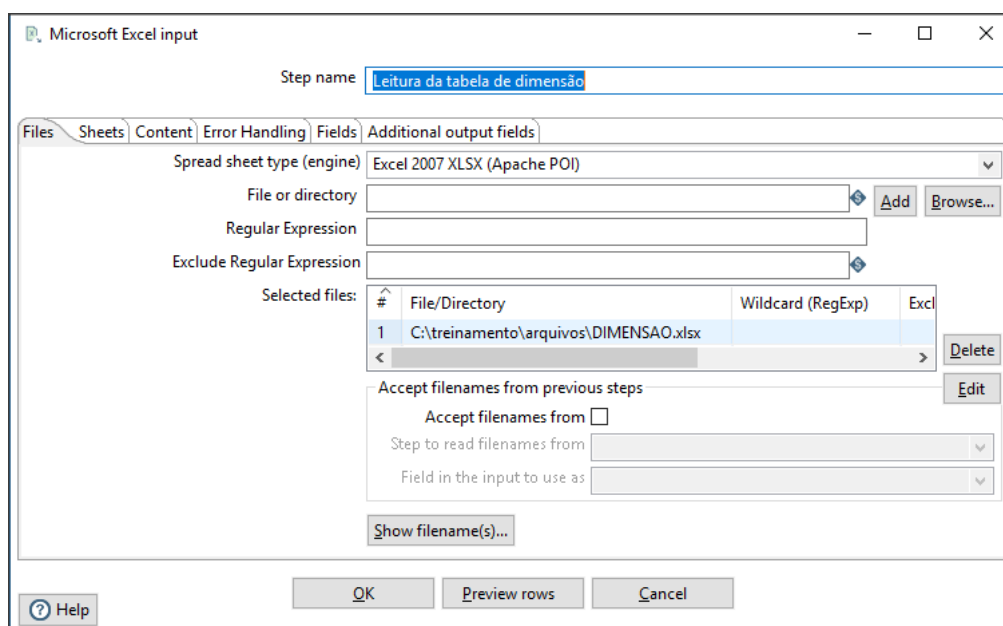 Microsoft Excel input
Step name Leitura da tabela de dimensão
Files Sheets Content Error Handling Fields Additional output fields
Spread sheet type (engine) Excel 2007 XLSX (Apache POI)
File or directory Add Browse...
Regular Expression
Exclude Regular Expression
Selected files: # File/Directory Wildcard (RegExp) Excl
1 C:\treinamento\arquivos\DIMENSAO.xlsx
Delete
Accept filenames from previous steps Edit
Accept filenames from
Step to read filenames from
Field in the input to use as
Show filename(s)...
OK Preview rows Cancel
Help